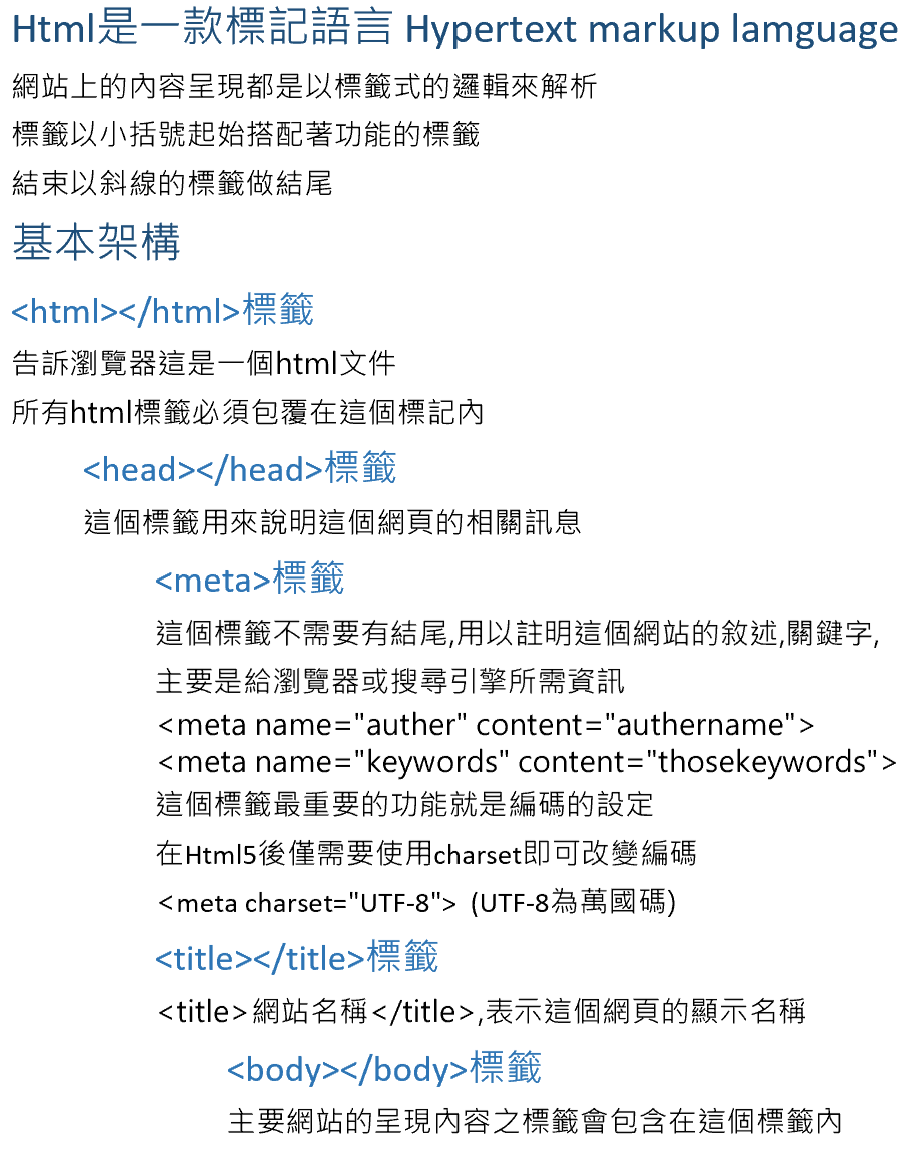 Html是一款標記語言 Hypertext markup lamguage
網站上的內容呈現都是以標籤式的邏輯來解析
標籤以小括號起始搭配著功能的標籤
結束以斜線的標籤做結尾
基本架構
<html></html>標籤
告訴瀏覽器這是一個html文件
所有html標籤必須包覆在這個標記內
<head></head>標籤
這個標籤用來說明這個網頁的相關訊息
<meta>標籤
這個標籤不需要有結尾,用以註明這個網站的敘述,關鍵字,
主要是給瀏覽器或搜尋引擎所需資訊
<meta name="auther" content="authername">
<meta name="keywords" content="thosekeywords">
這個標籤最重要的功能就是編碼的設定
在Html5後僅需要使用charset即可改變編碼
<meta charset="UTF-8"> (UTF-8為萬國碼)
<title></title>標籤
<title>網站名稱</title>,表示這個網頁的顯示名稱
<body></body>標籤
主要網站的呈現內容之標籤會包含在這個標籤內